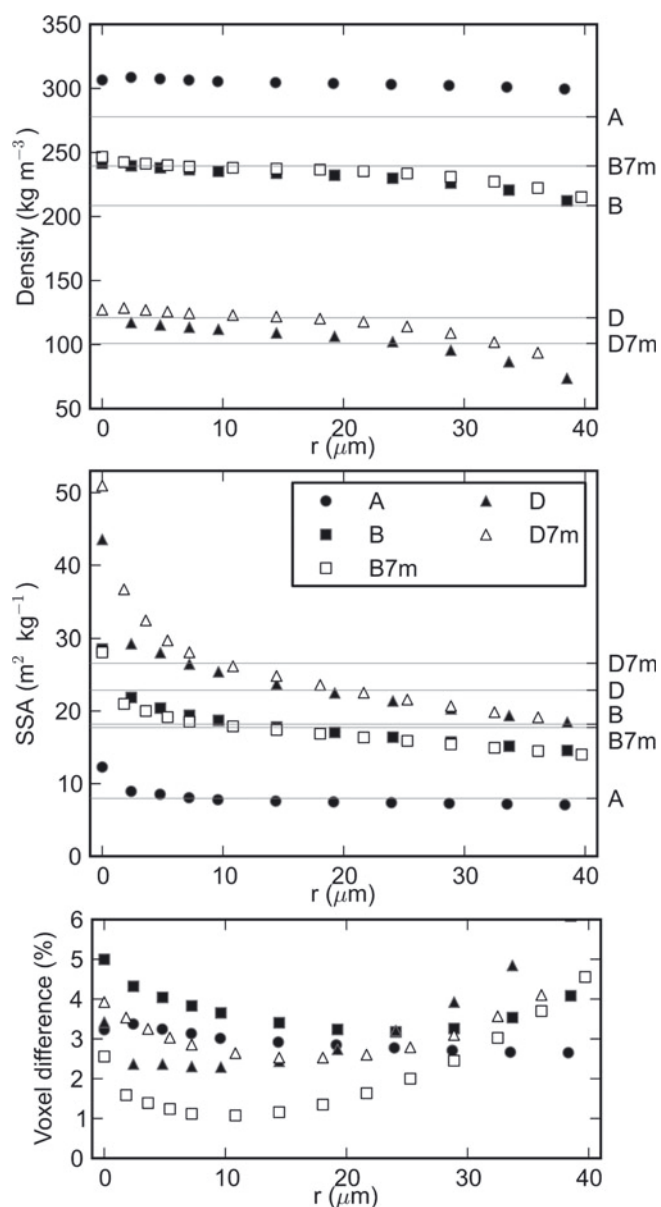 350
300
250
200
150
100
50
Density (kg m⁻³)
A
B7m
B
D
D7m
0 10 20 30 40
r (μm)
50
40
30
20
10
0
SSA (m² kg⁻¹)
A D
B D7m
B7m
D7m
D
B
B7m
A
0 10 20 30 40
r (μm)
6
5
4
3
2
1
0
Voxel difference (%)
0 10 20 30 40
r (μm)